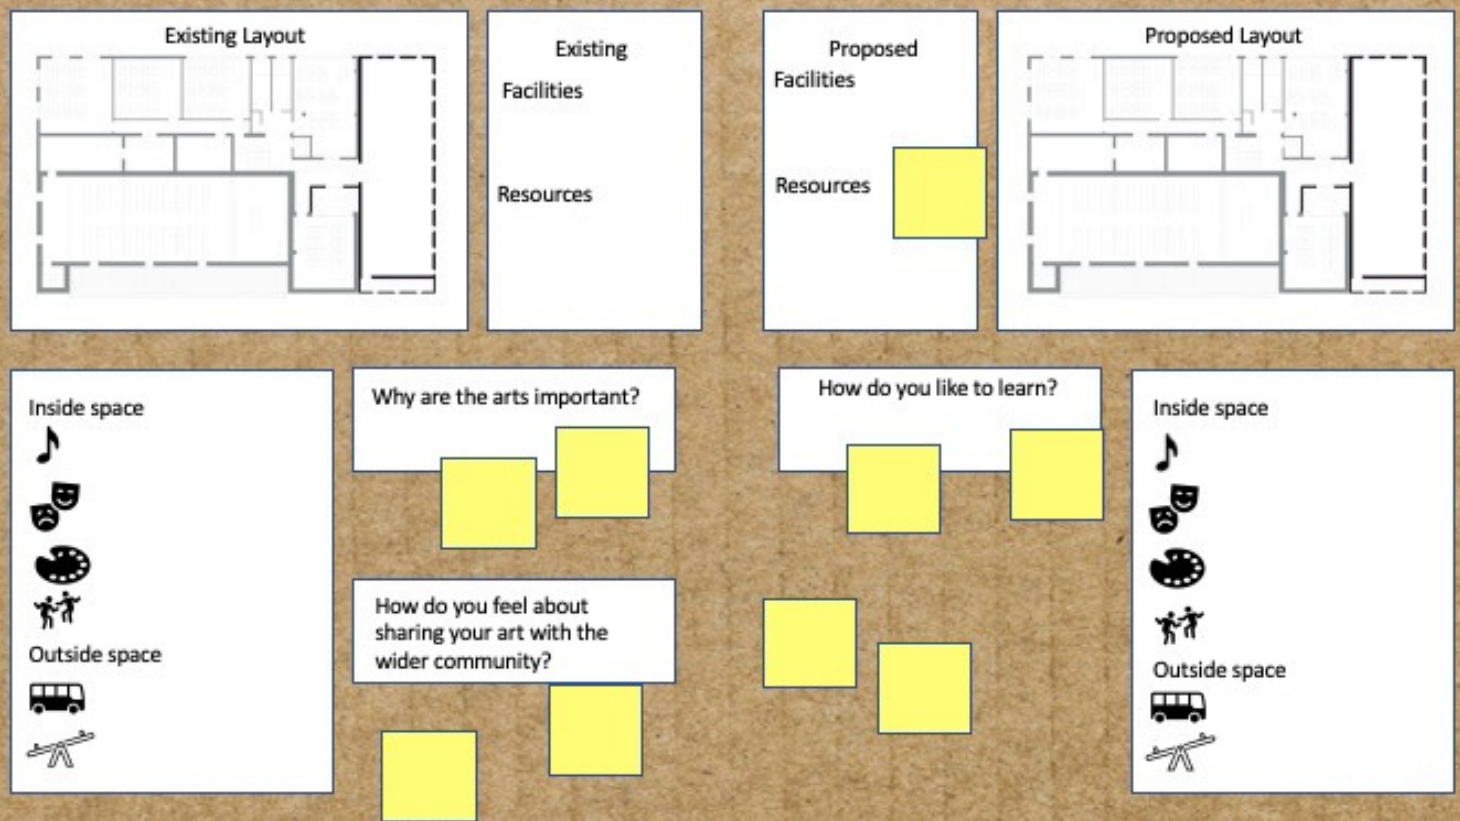 Existing Layout
Existing
Facilities
Resources
Proposed
Facilities
Resources
Proposed Layout
Inside space
Outside space
Why are the arts important?
How do you feel about
sharing your art with the
wider community?
How do you like to learn?
Inside space
Outside space